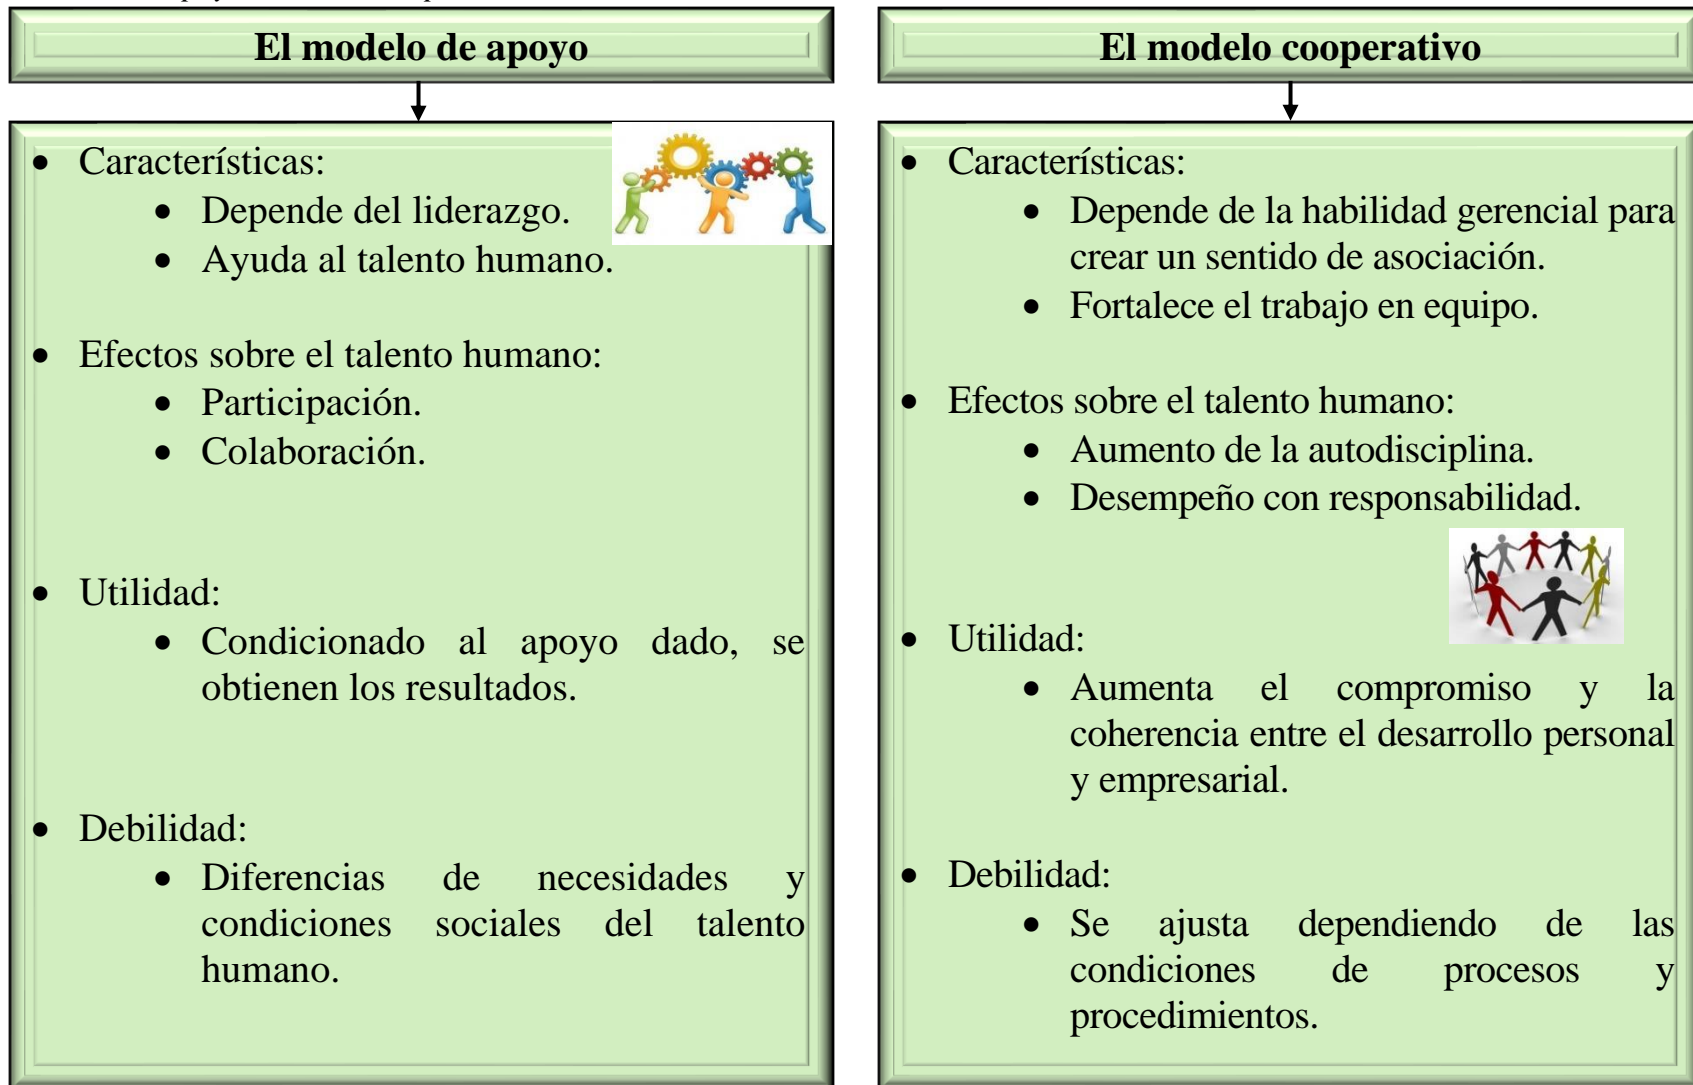 El modelo de apoyo
• Características:
• Depende del liderazgo.
• Ayuda al talento humano.
• Efectos sobre el talento humano:
• Participación.
• Colaboración.
• Utilidad:
• Condicionado al apoyo dado, se
obtienen los resultados.
• Debilidad:
• Diferencias de necesidades y
condiciones sociales del talento
humano.
El modelo cooperativo
• Características:
• Depende de la habilidad gerencial para
crear un sentido de asociación.
• Fortalece el trabajo en equipo.
• Efectos sobre el talento humano:
• Aumento de la autodisciplina.
• Desempeño con responsabilidad.
• Utilidad:
• Aumenta el compromiso y la
coherencia entre el desarrollo personal
y empresarial.
• Debilidad:
• Se ajusta dependiendo de las
condiciones de procesos y
procedimientos.